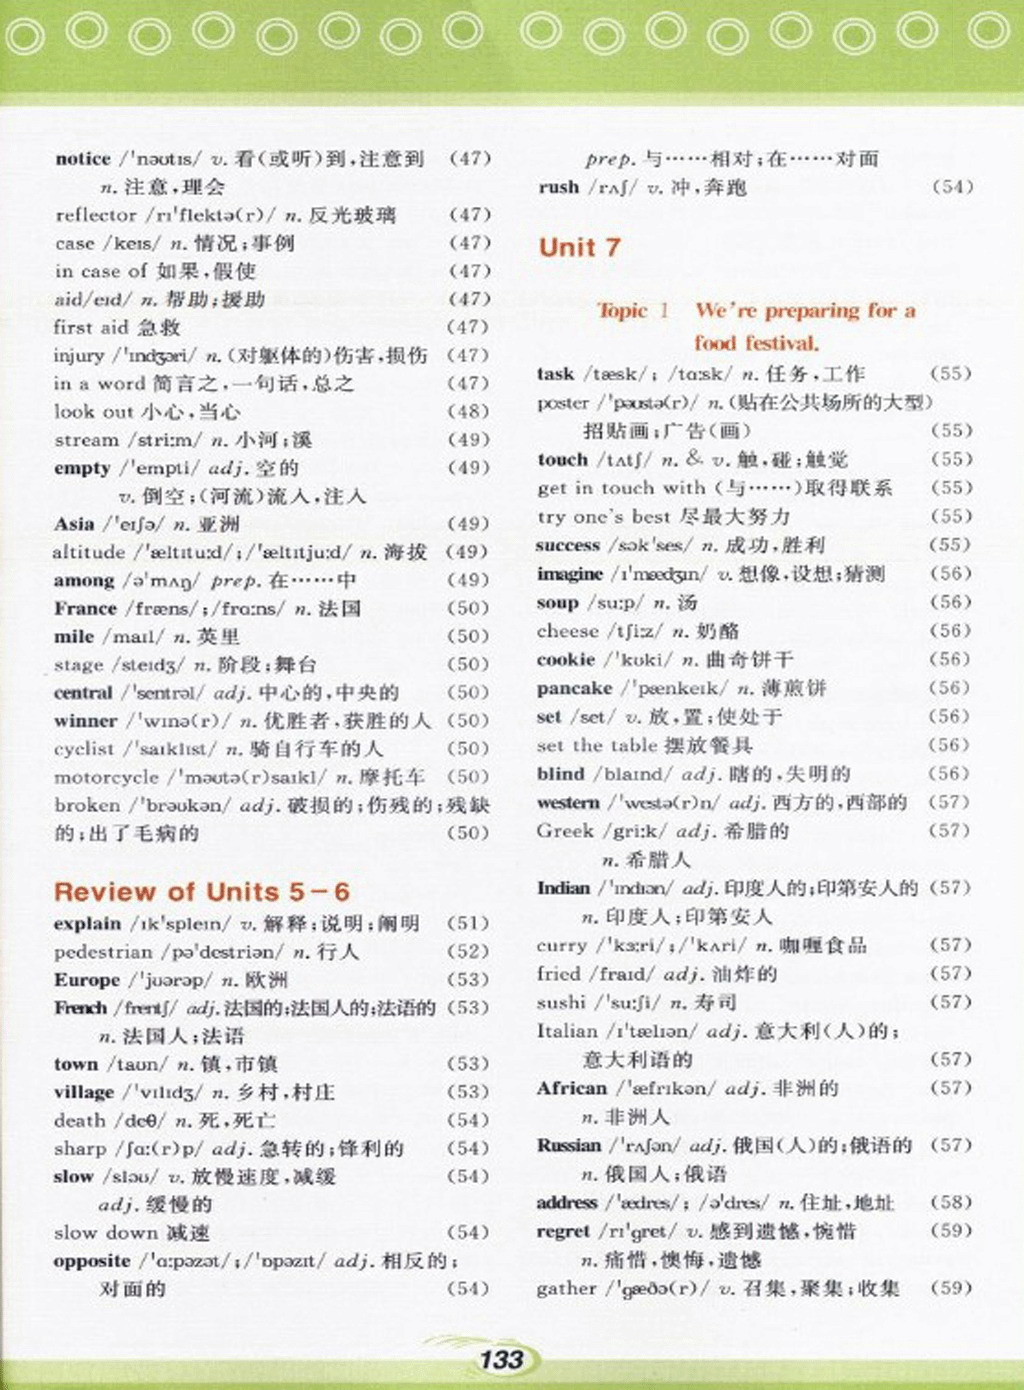 notice /ˈnəʊtɪs/ v. 看(或听)到,注意到 (47)
n. 注意,理会
reflector /rɪˈflektə(r)/ n. 反光玻璃 (47)
case /keɪs/ n. 情况;事例 (47)
in case of 如果,假使 (47)
aid/eɪd/ n. 帮助;援助 (47)
first aid 急救 (47)
injury /ˈɪndʒəri/ n. (对躯体的)伤害,损伤 (47)
in a word 简言之,一句话,总之 (47)
look out 小心,当心 (48)
stream /striːm/ n. 小河;溪 (49)
empty /ˈempti/ adj. 空的 (49)
v. 倒空;(河流)流入,注入
Asia /ˈeɪʃə/ n. 亚洲 (49)
altitude /ˈæltɪtuːd/;/ˈæltɪtjuːd/ n. 海拔 (49)
among /əˈmʌŋ/ prep. 在……中 (49)
France /fræns/;/frɑːns/ n. 法国 (50)
mile /maɪl/ n. 英里 (50)
stage /steɪdʒ/ n. 阶段;舞台 (50)
central /ˈsentrəl/ adj. 中心的,中央的 (50)
winner /ˈwɪnə(r)/ n. 优胜者,获胜的人 (50)
cyclist /ˈsaɪklɪst/ n. 骑自行车的人 (50)
motorcycle /ˈməʊtə(r)saɪkl/ n. 摩托车 (50)
broken /ˈbrəʊkən/ adj. 破损的;伤残的;残缺
的;出了毛病的 (50)
Review of Units 5-6
explain /ɪkˈspleɪn/ v. 解释;说明;阐明 (51)
pedestrian /pəˈdestriən/ n. 行人 (52)
Europe /ˈjʊərəp/ n. 欧洲 (53)
French /frentʃ/ adj. 法国的;法国人的;法语的 (53)
n. 法国人;法语
town /taʊn/ n. 镇,市镇 (53)
village /ˈvɪlɪdʒ/ n. 乡村,村庄 (53)
death /deθ/ n. 死,死亡 (54)
sharp /ʃɑː(r)p/ adj. 急转的;锋利的 (54)
slow /sləʊ/ v. 放慢速度,减缓 (54)
adj. 缓慢的
slow down 减速 (54)
opposite /ˈɑːpəzət/;/ˈɒpəzɪt/ adj. 相反的;
对面的 (54)
prep. 与……相对;在……对面
rush /rʌʃ/ v. 冲,奔跑 (54)
Unit 7
Topic 1 We're preparing for a
food festival.
task /tæsk/; /tɑːsk/ n. 任务,工作 (55)
poster /ˈpəʊstə(r)/ n. (贴在公共场所的大型)
招贴画;广告(画) (55)
touch /tʌtʃ/ n. & v. 触,碰;触觉 (55)
get in touch with (与……)取得联系 (55)
try one's best 尽最大努力 (55)
success /səkˈses/ n. 成功,胜利 (55)
imagine /ɪˈmædʒɪn/ v. 想像,设想;猜测 (56)
soup /suːp/ n. 汤 (56)
cheese /tʃiːz/ n. 奶酪 (56)
cookie /ˈkʊki/ n. 曲奇饼干 (56)
pancake /ˈpænkeɪk/ n. 薄煎饼 (56)
set /set/ v. 放,置;使处于 (56)
set the table 摆放餐具 (56)
blind /blaɪnd/ adj. 瞎的,失明的 (56)
western /ˈwestə(r)n/ adj. 西方的,西部的 (57)
Greek /griːk/ adj. 希腊的 (57)
n. 希腊人
Indian /ˈɪndɪən/ adj. 印度人的;印第安人的 (57)
n. 印度人;印第安人
curry /ˈkɜːri/;/ˈkʌri/ n. 咖喱食品 (57)
fried /fraɪd/ adj. 油炸的 (57)
sushi /ˈsuːʃi/ n. 寿司 (57)
Italian /ɪˈtælɪən/ adj. 意大利(人)的;
意大利语的 (57)
African /ˈæfrɪkən/ adj. 非洲的 (57)
n. 非洲人
Russian /ˈrʌʃən/ adj. 俄国(人)的;俄语的 (57)
n. 俄国人;俄语
address /ˈædres/; /əˈdres/ n. 住址,地址 (58)
regret /rɪˈgret/ v. 感到遗憾,惋惜 (59)
n. 痛惜,懊悔,遗憾
gather /ˈgæðə(r)/ v. 召集,聚集;收集 (59)
133